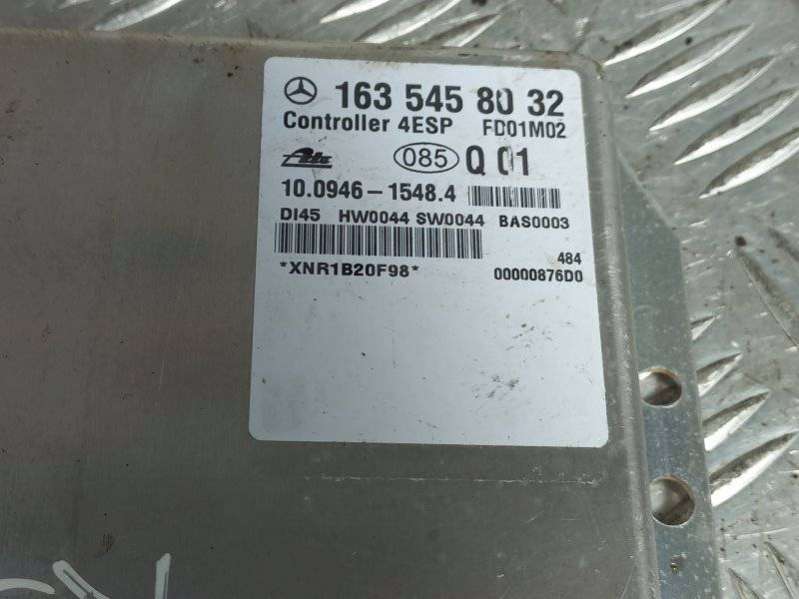 163 545 80 32
Controller 4ESP FD01M02
Ate 085 Q 01
10.0946-1548.4
DI45 HW0044 SW0044 BAS0003
484
*XNR1B20F98* 00000876D0